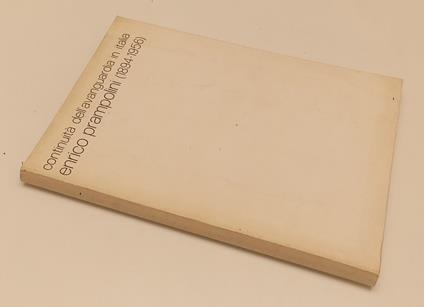 continuità dell'avanguardia in italia
enrico prampolini (1894-1956)